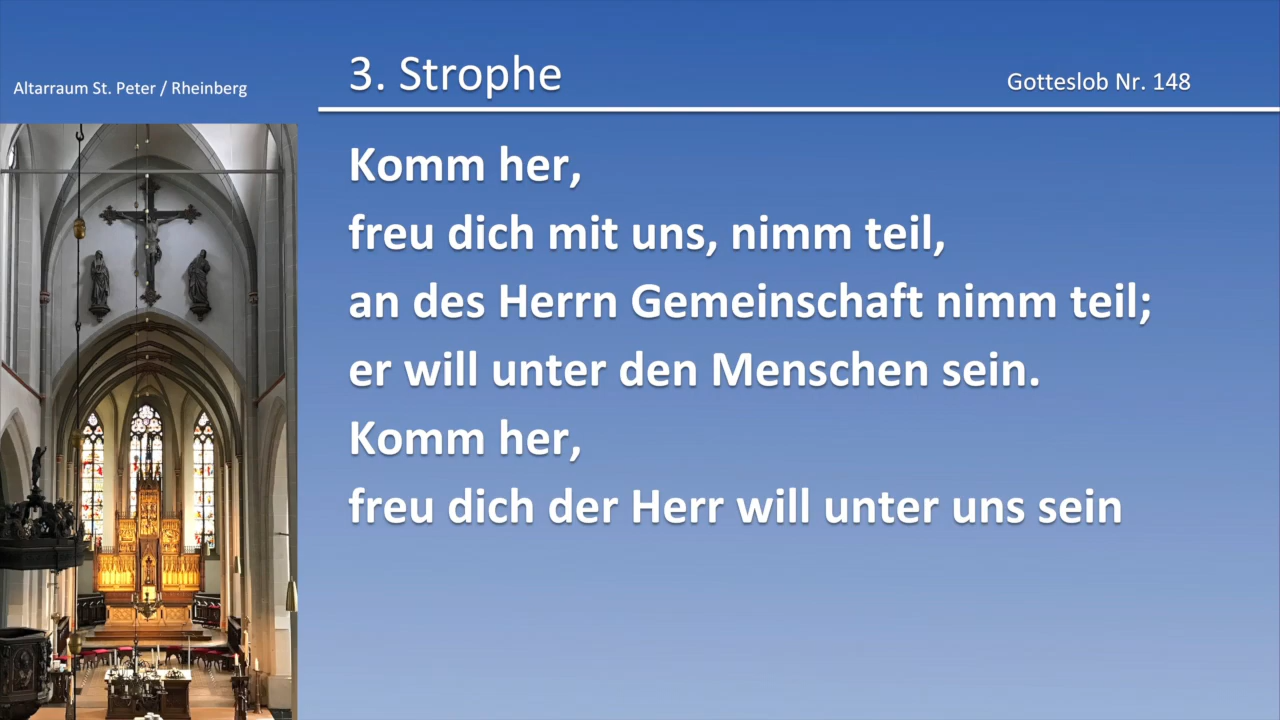 Altarraum St. Peter / Rheinberg
3. Strophe
Gotteslob Nr. 148
Komm her,
freu dich mit uns, nimm teil,
an des Herrn Gemeinschaft nimm teil;
er will unter den Menschen sein.
Komm her,
freu dich der Herr will unter uns sein